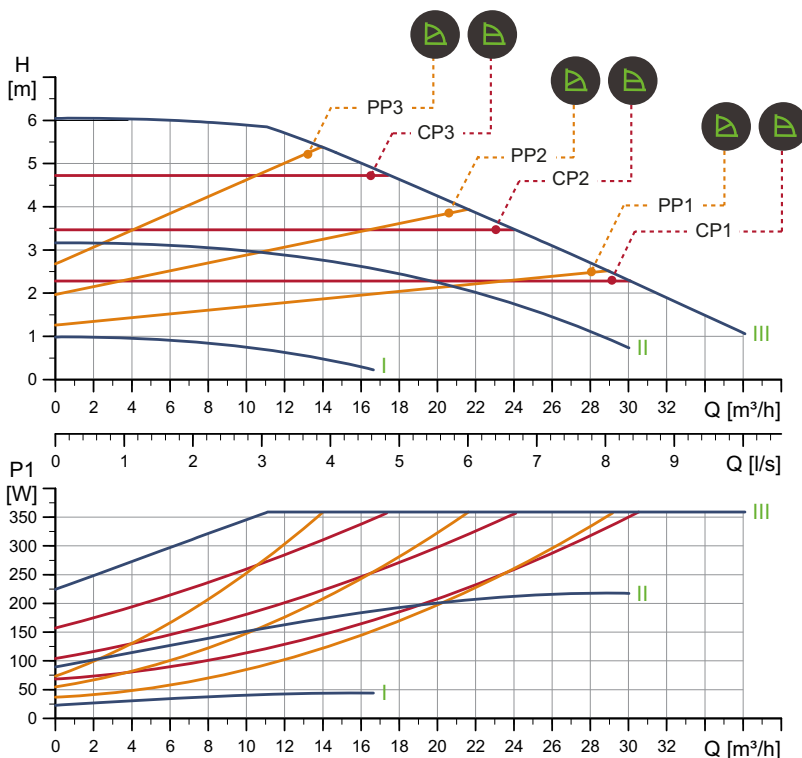 H
[m]
6
5
4
3
2
1
0
PP3
CP3
PP2
CP2
PP1
CP1
I
II
III
0 2 4 6 8 10 12 14 16 18 20 22 24 26 28 30 32 Q [m³/h]
0 1 2 3 4 5 6 7 8 9 Q [l/s]
P1
[W]
350
300
250
200
150
100
50
0
III
II
I
0 2 4 6 8 10 12 14 16 18 20 22 24 26 28 30 32 Q [m³/h]